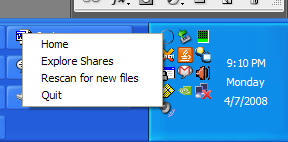 Home
Explore Shares
Rescan for new files
Quit
9:10 PM
Monday
4/7/2008